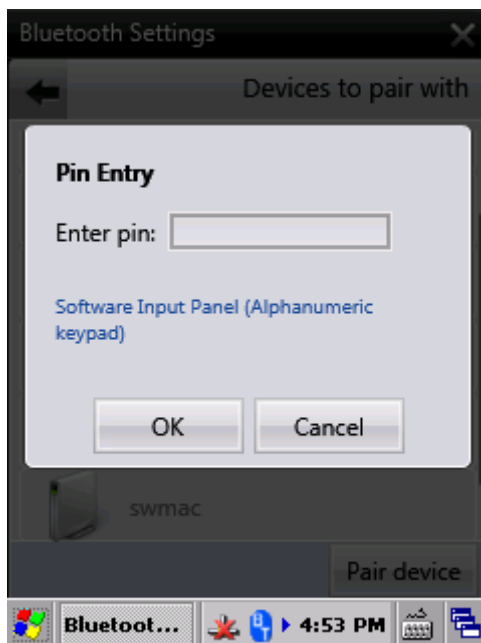 Bluetooth Settings
Devices to pair with
Pin Entry
Enter pin:
Software Input Panel (Alphanumeric
keypad)
OK Cancel
swmac
Pair device
Bluetoot... 4:53 PM